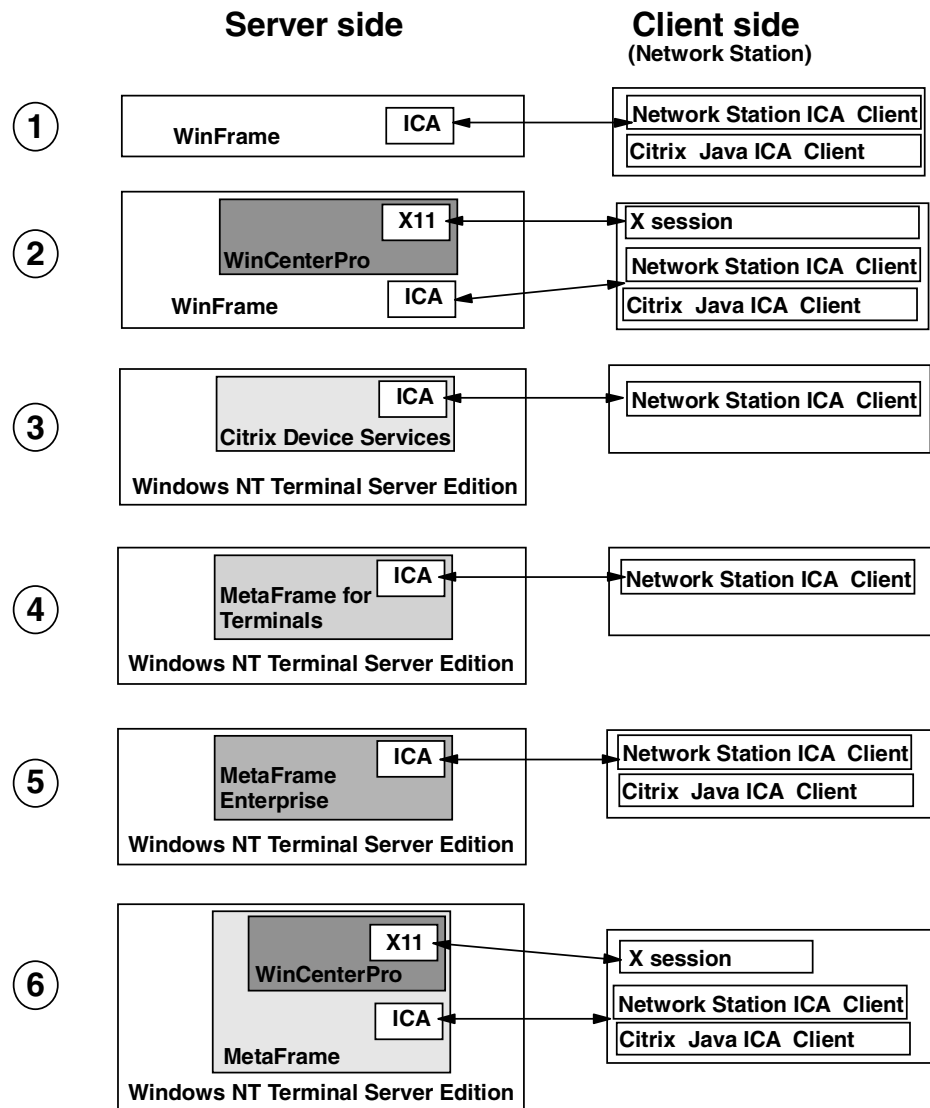 Server side
Client side
(Network Station)
1
WinFrame
ICA
Network Station ICA Client
Citrix Java ICA Client
2
X11
WinCenterPro
ICA
WinFrame
X session
Network Station ICA Client
Citrix Java ICA Client
3
ICA
Citrix Device Services
Windows NT Terminal Server Edition
Network Station ICA Client
4
ICA
MetaFrame for
Terminals
Windows NT Terminal Server Edition
Network Station ICA Client
5
ICA
MetaFrame
Enterprise
Windows NT Terminal Server Edition
Network Station ICA Client
Citrix Java ICA Client
6
X11
WinCenterPro
ICA
MetaFrame
Windows NT Terminal Server Edition
X session
Network Station ICA Client
Citrix Java ICA Client